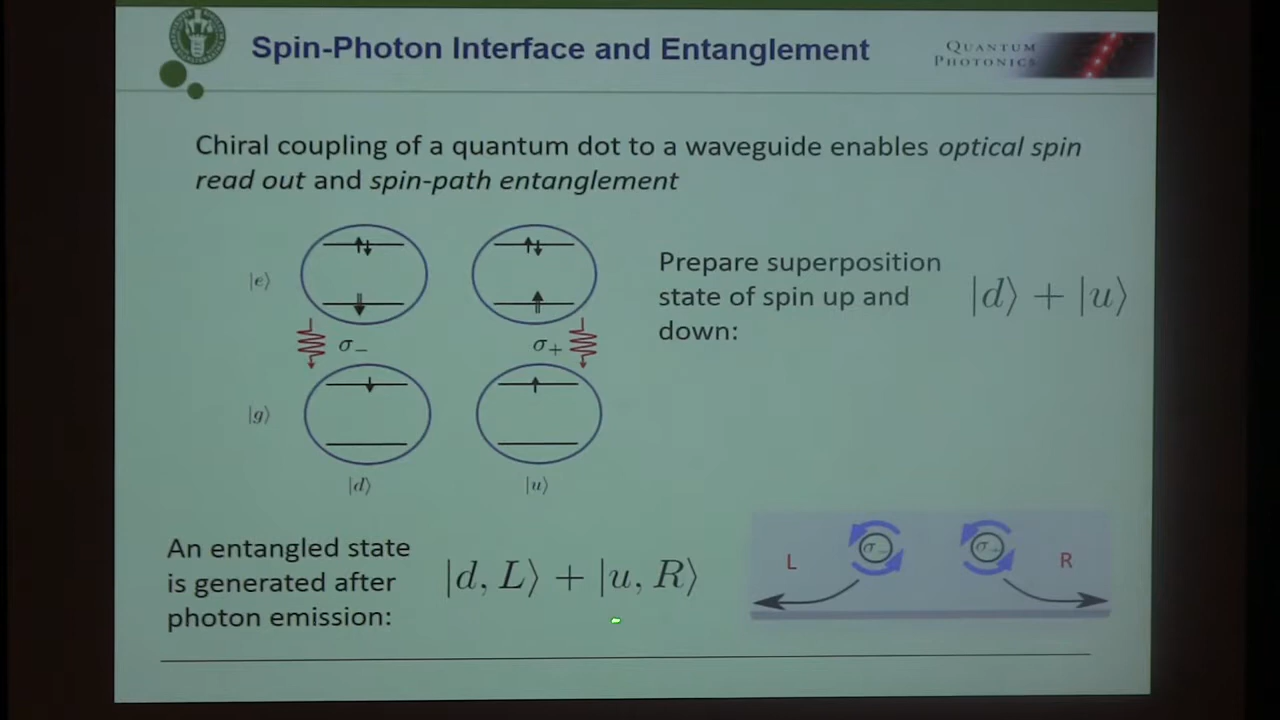 Spin-Photon Interface and Entanglement
QUANTUM
PHOTONICS
Chiral coupling of a quantum dot to a waveguide enables optical spin
read out and spin-path entanglement
|e⟩
σ₋
σ₊
|g⟩
|d⟩
|u⟩
Prepare superposition
state of spin up and
down:
|d⟩ + |u⟩
An entangled state
is generated after
photon emission:
|d, L⟩ + |u, R⟩
L
σ₋
σ₊
R